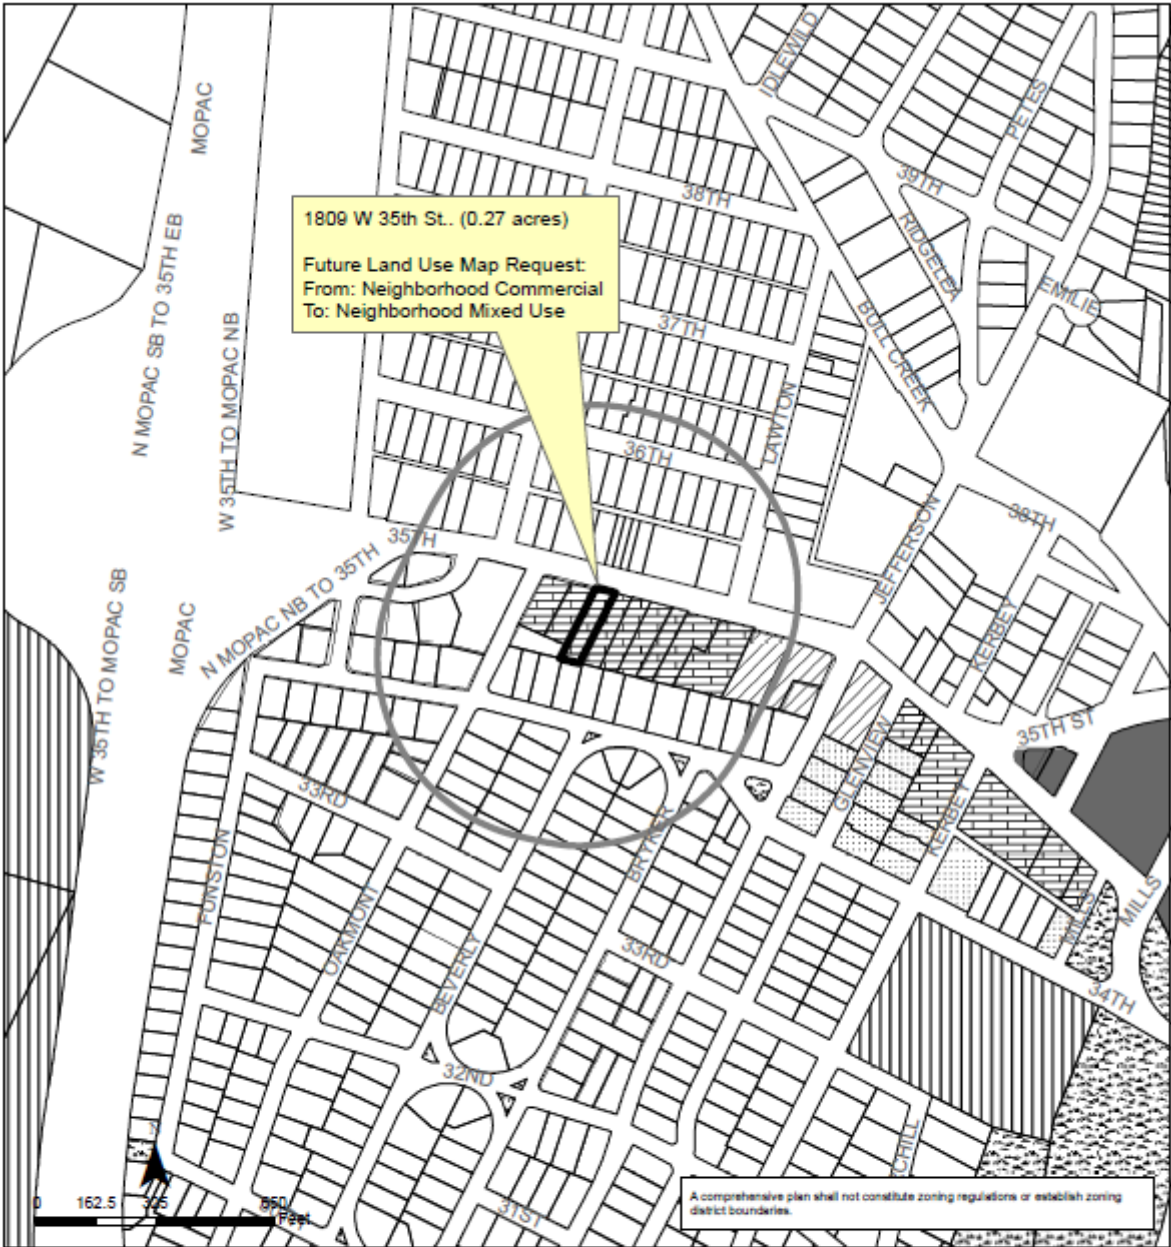 IDLEWILD
PETES
MOPAC
39TH
38TH
1809 W 35th St.. (0.27 acres)
Future Land Use Map Request:
From: Neighborhood Commercial
To: Neighborhood Mixed Use
RIDGELEA
EMILIE
N MOPAC SB TO 35TH EB
W 35TH TO MOPAC NB
37TH
BULL CREEK
LAWTON
36TH
38TH
35TH
JEFFERSON
N MOPAC NB TO 35TH
W 35TH TO MOPAC SB
MOPAC
KERBEY
35TH ST
GLENVIEW
33RD
KERBEY
BRYKER
FUNSTON
OAKMONT
MILLS
MILLS
BEVERLY
33RD
34TH
32ND
CHILL
0 162.5 325 650
Feet
31ST
A comprehensive plan shall not constitute zoning regulations or establish zoning
district boundaries.